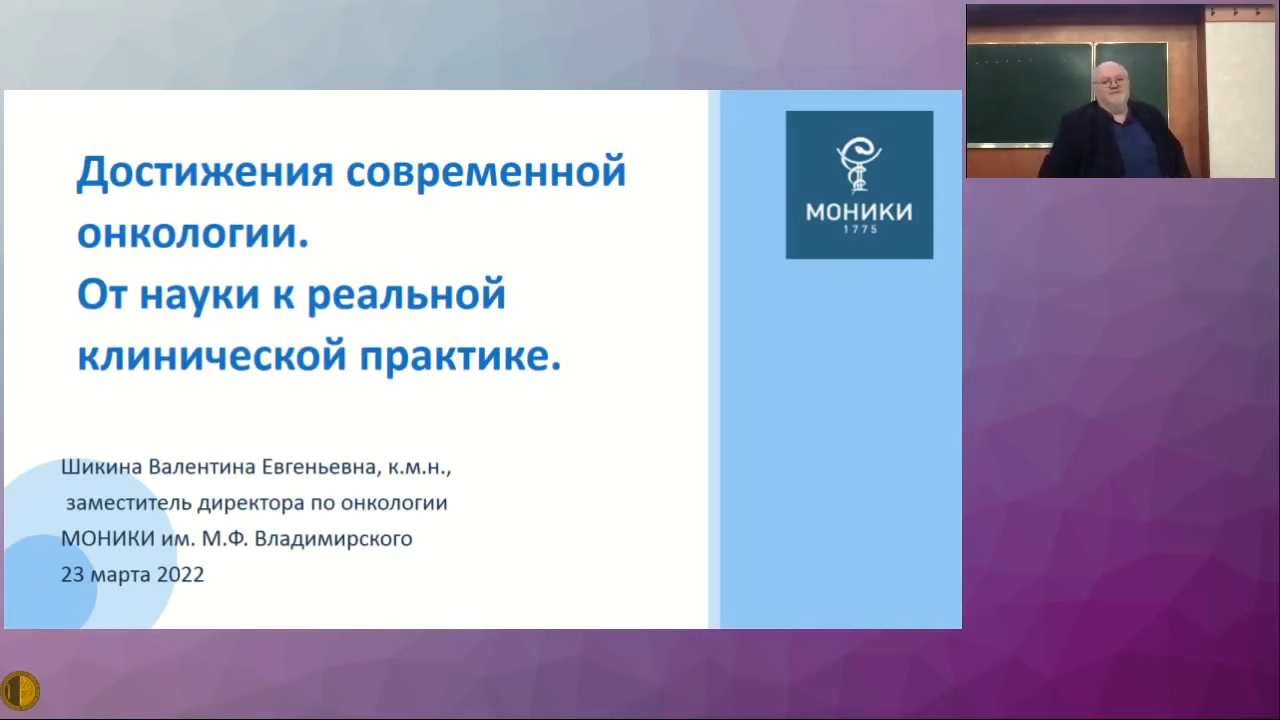 Достижения современной
онкологии.
От науки к реальной
клинической практике.
МОНИКИ
1775
Шикина Валентина Евгеньевна, к.м.н.,
заместитель директора по онкологии
МОНИКИ им. М.Ф. Владимирского
23 марта 2022